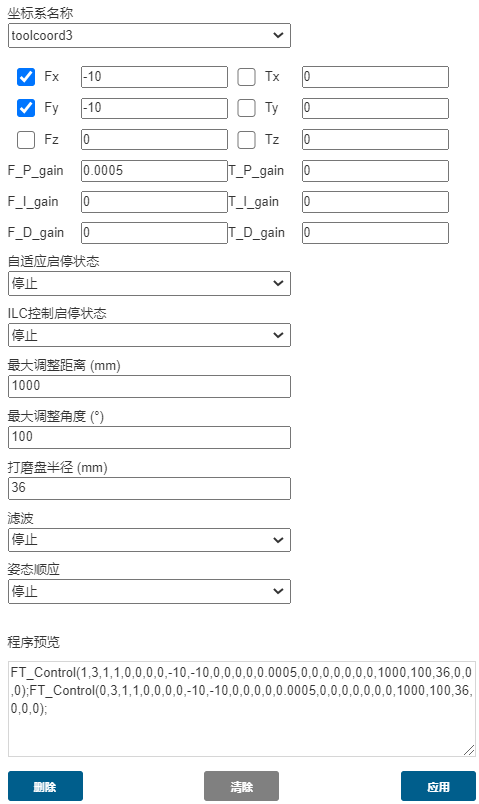 坐标系名称
toolcoord3
Fx -10 Tx 0
Fy -10 Ty 0
Fz 0 Tz 0
F_P_gain 0.0005 T_P_gain 0
F_I_gain 0 T_I_gain 0
F_D_gain 0 T_D_gain 0
自适应启停状态
停止
ILC控制启停状态
停止
最大调整距离 (mm)
1000
最大调整角度 (°)
100
打磨盘半径 (mm)
36
滤波
停止
姿态顺应
停止
程序预览
FT_Control(1,3,1,1,0,0,0,0,-10,-10,0,0,0,0,0.0005,0,0,0,0,0,0,1000,100,36,0,0
,0);FT_Control(0,3,1,1,0,0,0,0,-10,-10,0,0,0,0,0.0005,0,0,0,0,0,0,1000,100,36,
0,0,0);
删除 清除 应用